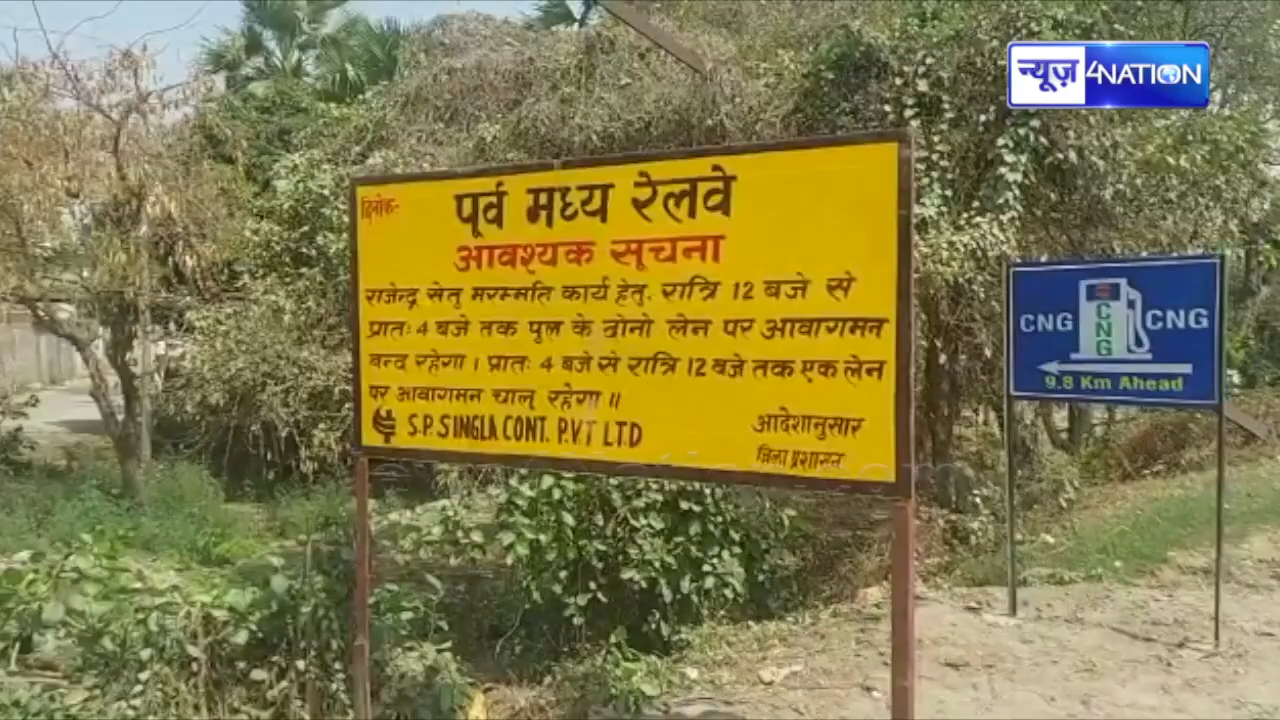 न्यूज़ 4NATION
दिनांक:-
पूर्व मध्य रेलवे
आवश्यक सूचना
राजेन्द्र सेतु मरम्मति कार्य हेतु, रात्रि 12 बजे से
प्रातः 4 बजे तक पुल के दोनो लेन पर आवागमन
बन्द रहेगा। प्रातः 4 बजे से रात्रि 12 बजे तक एक लेन
पर आवागमन चालू रहेगा॥
S.P. SINGLA CONT. PVT LTD
आदेशानुसार
CNG CNG CNG
9.8 Km Ahead